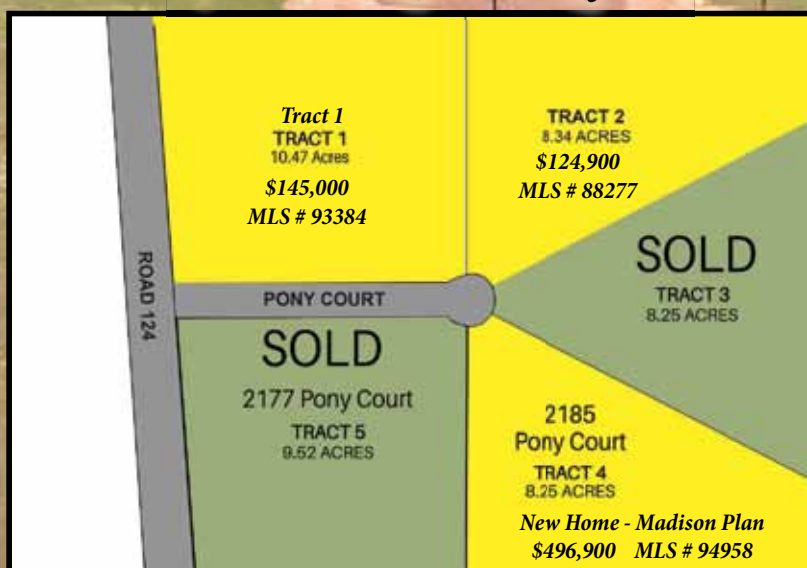 Tract 1
TRACT 1
10.47 Acres
$145,000
MLS # 93384
TRACT 2
8.34 ACRES
$124,900
MLS # 88277
SOLD
TRACT 3
8.25 ACRES
ROAD 124
PONY COURT
SOLD
2177 Pony Court
TRACT 5
9.52 ACRES
2185
Pony Court
TRACT 4
8.25 ACRES
New Home - Madison Plan
$496,900 MLS # 94958